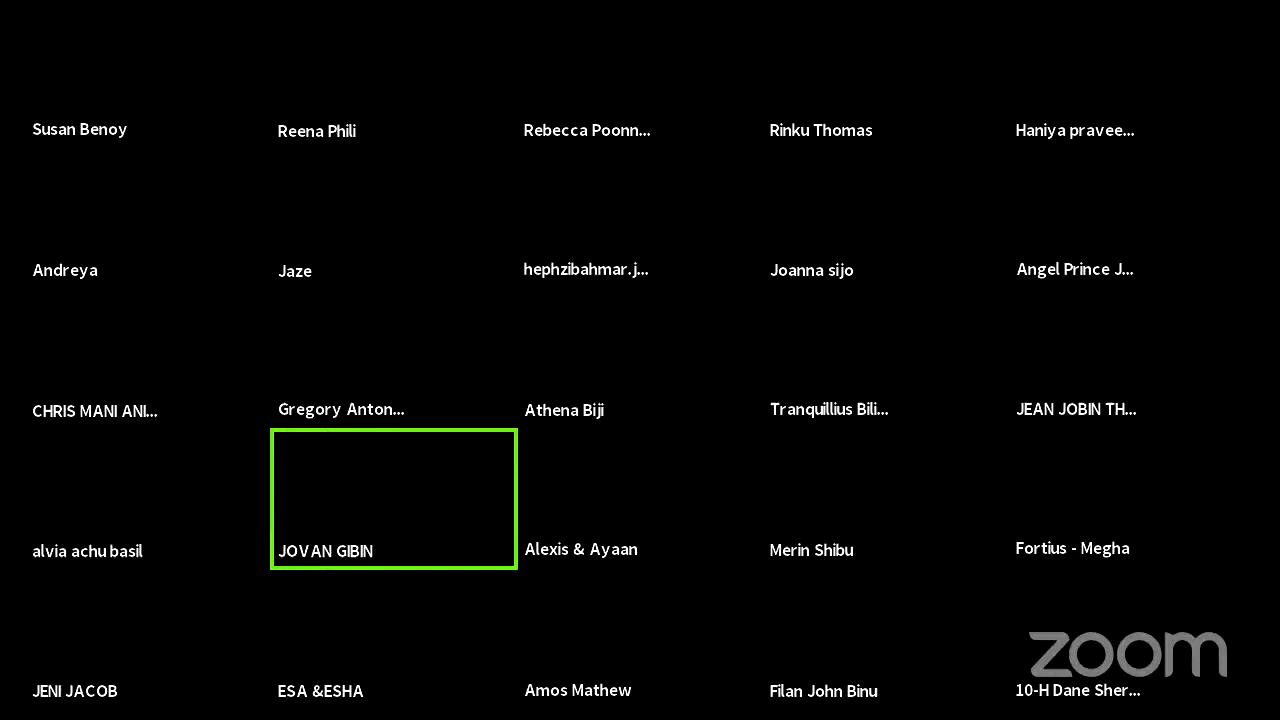 Susan Benoy
Reena Phili
Rebecca Poonn...
Rinku Thomas
Haniya pravee...
Andreya
Jaze
hephzibahmar.j...
Joanna sijo
Angel Prince J...
CHRIS MANI ANI...
Gregory Anton...
Athena Biji
Tranquillius Bili...
JEAN JOBIN TH...
alvia achu basil
JOVAN GIBIN
Alexis & Ayaan
Merin Shibu
Fortius - Megha
zoom
JENI JACOB
ESA &ESHA
Amos Mathew
Filan John Binu
10-H Dane Sher...